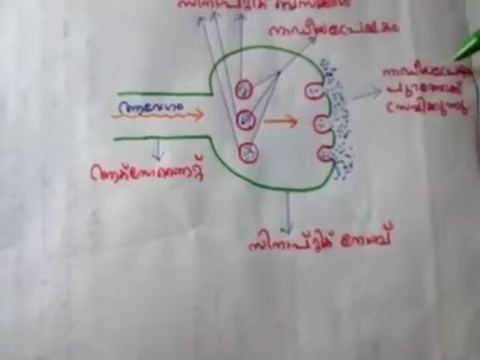 സിനാപ്റ്റിക്
നാഡീയപ്രേഷകം
നാഡീയപ്രേഷകം
പുറത്തേക്ക്
സ്രവിക്കുന്നു
ആവേഗം
ആക്സോണൈറ്റ്
സിനാപ്റ്റിക് നോബ്